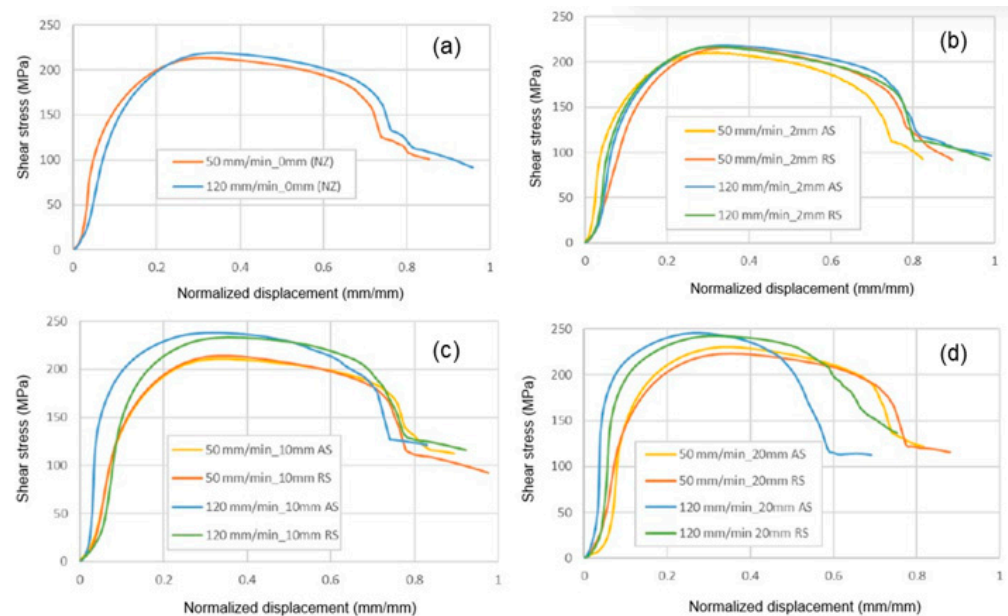 (a)
Shear stress (MPa)
250
200
150
100
50
0
50 mm/min_0mm (NZ)
120 mm/min_0mm (NZ)
0 0.2 0.4 0.6 0.8 1
Normalized displacement (mm/mm)
(b)
Shear stress (MPa)
250
200
150
100
50
0
50 mm/min_2mm AS
50 mm/min_2mm RS
120 mm/min_2mm AS
120 mm/min_2mm RS
0 0.2 0.4 0.6 0.8 1
Normalized displacement (mm/mm)
(c)
Shear stress (MPa)
250
200
150
100
50
0
50 mm/min_10mm AS
50 mm/min_10mm RS
120 mm/min_10mm AS
120 mm/min_10mm RS
0 0.2 0.4 0.6 0.8 1
Normalized displacement (mm/mm)
(d)
Shear stress (MPa)
250
200
150
100
50
0
50 mm/min_20mm AS
50 mm/min_20mm RS
120 mm/min_20mm AS
120 mm/min 20mm RS
0 0.2 0.4 0.6 0.8 1
Normalized displacement (mm/mm)